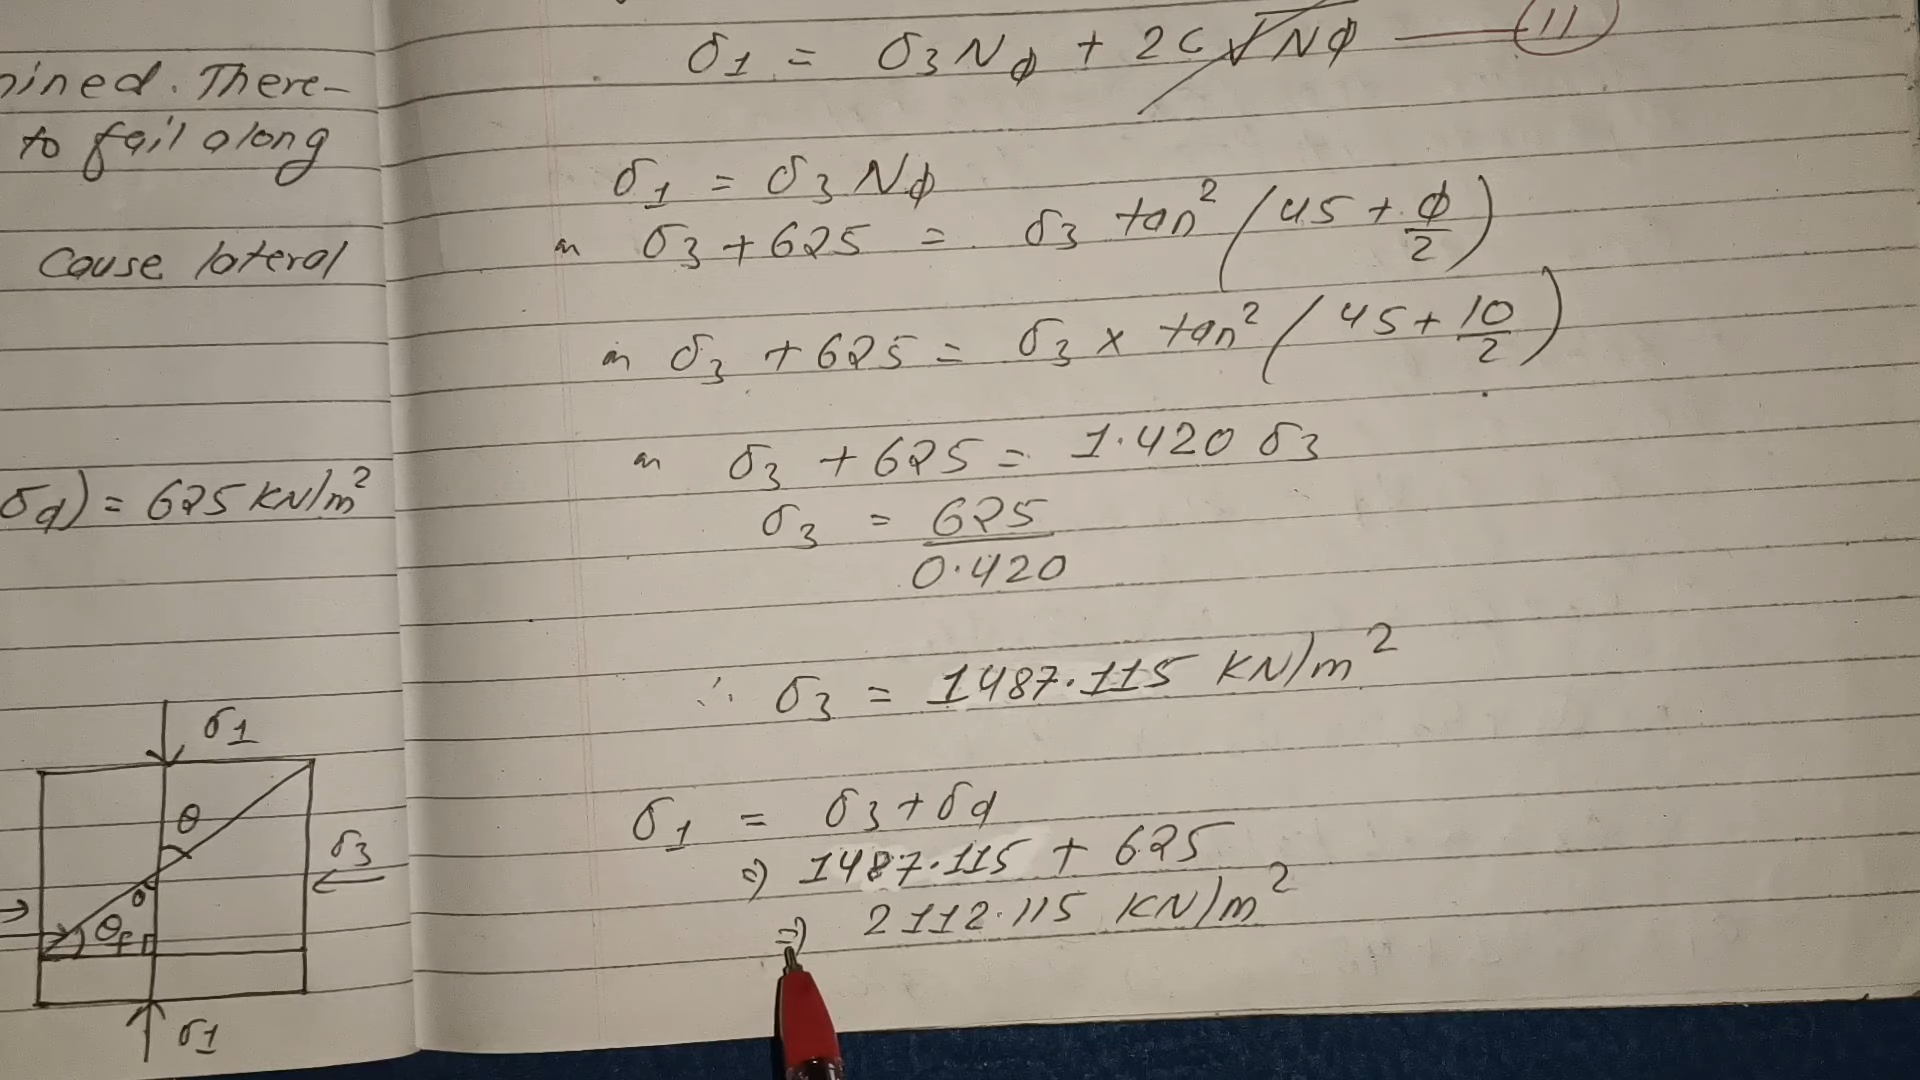 ined. There-
to fail along
Cause lateral
σd) = 625 KN/m²
σ1
θ
σ3
θ
θf
σ1
σ1 = σ3 Nϕ + 2C √Nϕ — (11)
σ1 = σ3 Nϕ
σ3 + 625 = σ3 tan² (45 + ϕ/2)
σ3 + 625 = σ3 × tan² (45 + 10/2)
σ3 + 625 = 1.420 σ3
σ3 = 625
0.420
∴ σ3 = 1487.115 KN/m²
σ1 = σ3 + σd
⇒ 1487.115 + 625
⇒ 2112.115 KN/m²